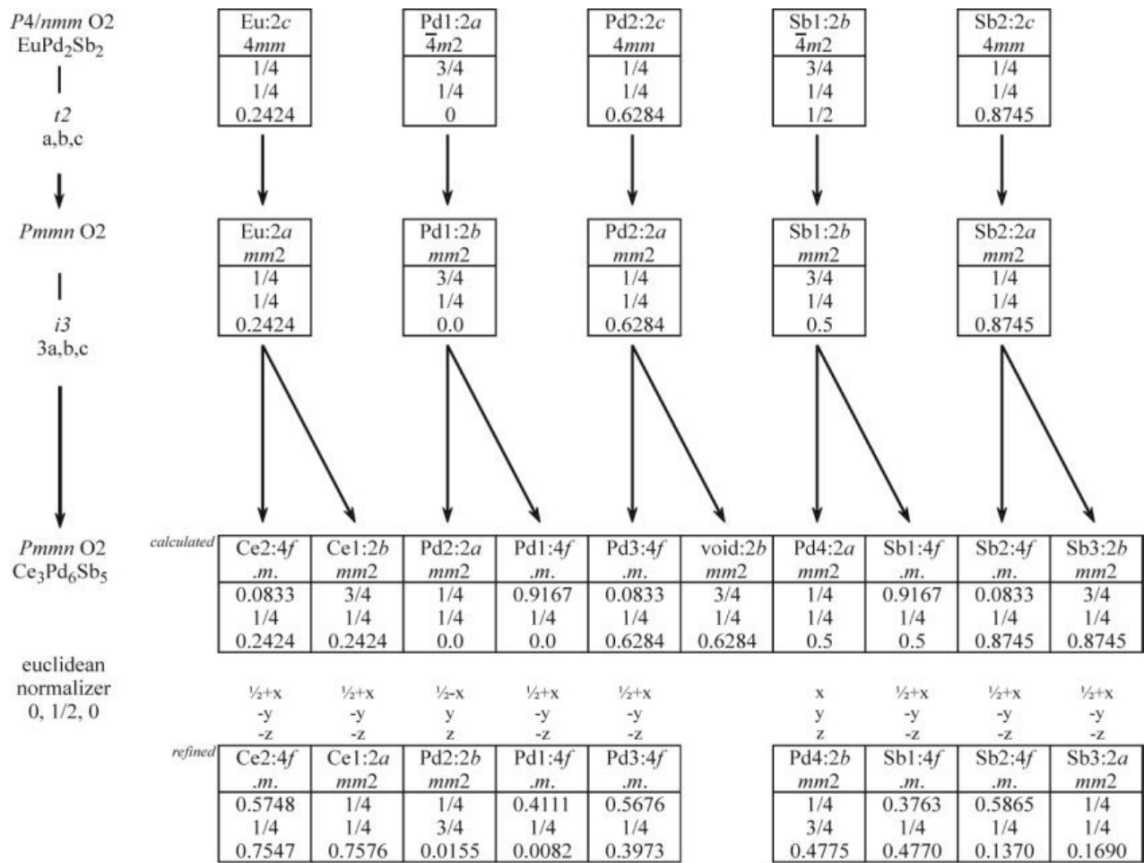 P4/nmm O2 Eu:2c Pd1:2a Pd2:2c Sb1:2b Sb2:2c
EuPd₂Sb₂ 4mm 4̅m2 4mm 4̅m2 4mm
1/4 3/4 1/4 3/4 1/4
1/4 1/4 1/4 1/4 1/4
t2 0.2424 0 0.6284 1/2 0.8745
a,b,c
Pmmn O2 Eu:2a Pd1:2b Pd2:2a Sb1:2b Sb2:2a
mm2 mm2 mm2 mm2 mm2
1/4 3/4 1/4 3/4 1/4
1/4 1/4 1/4 1/4 1/4
i3 0.2424 0.0 0.6284 0.5 0.8745
3a,b,c
Pmmn O2 calculated Ce2:4f Ce1:2b Pd2:2a Pd1:4f Pd3:4f void:2b Pd4:2a Sb1:4f Sb2:4f Sb3:2b
Ce₃Pd₆Sb₅ .m. mm2 mm2 .m. .m. mm2 mm2 .m. .m. mm2
0.0833 3/4 1/4 0.9167 0.0833 3/4 1/4 0.9167 0.0833 3/4
1/4 1/4 1/4 1/4 1/4 1/4 1/4 1/4 1/4 1/4
0.2424 0.2424 0.0 0.0 0.6284 0.6284 0.5 0.5 0.8745 0.8745
euclidean
normalizer ½+x ½+x ½-x ½+x ½+x x ½+x ½+x ½+x
0, 1/2, 0 -y -y y -y -y y -y -y -y
-z -z -z -z -z z -z -z -z
refined Ce2:4f Ce1:2a Pd2:2b Pd1:4f Pd3:4f Pd4:2b Sb1:4f Sb2:4f Sb3:2a
.m. mm2 mm2 .m. .m. mm2 .m. .m. mm2
0.5748 1/4 1/4 0.4111 0.5676 1/4 0.3763 0.5865 1/4
1/4 1/4 3/4 1/4 1/4 3/4 1/4 1/4 1/4
0.7547 0.7576 0.0155 0.0082 0.3973 0.4775 0.4770 0.1370 0.1690